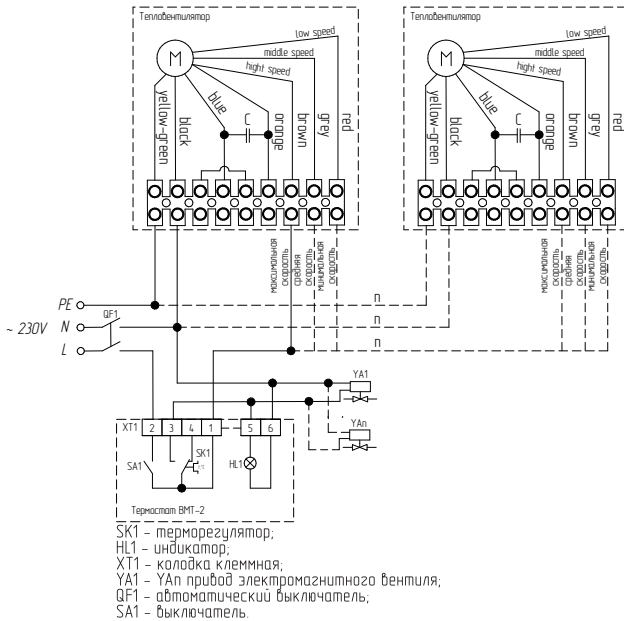 Тепловентилятор
M
low speed
middle speed
hight speed
yellow-green
black
blue
C
orange
brown
grey
red
максимальная
скорость
средняя
скорость
минимальная
скорость
Тепловентилятор
M
low speed
middle speed
hight speed
yellow-green
black
blue
C
orange
brown
grey
red
максимальная
скорость
средняя
скорость
минимальная
скорость
PE
n
~ 230V
N
QF1
n
L
n
YA1
YAn
XT1
2
3
4
1
5
6
SA1
SK1
t°C
HL1
Термостат ВМТ-2
SK1 - терморегулятор;
HL1 - индикатор;
XT1 - колодка клеммная;
YA1 - YAn привод электромагнитного вентиля;
QF1 - автоматический выключатель;
SA1 - выключатель.